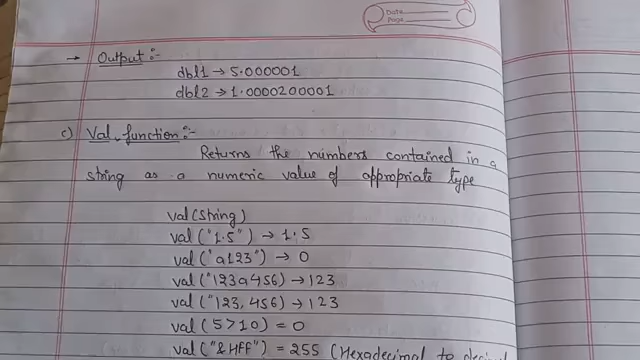 Date
Page
→ Output :-
dbl1 → 5.000001
dbl2 → 1.0000200001
c) Val function :-
Returns the numbers contained in a
string as a numeric value of appropriate type
val(String)
val("1.5") → 1.5
val("a123") → 0
val("123a456) → 123
val("123,456) → 123
val (5>10) = 0
val("&HFF") = 255 (Hexadecimal to decimal